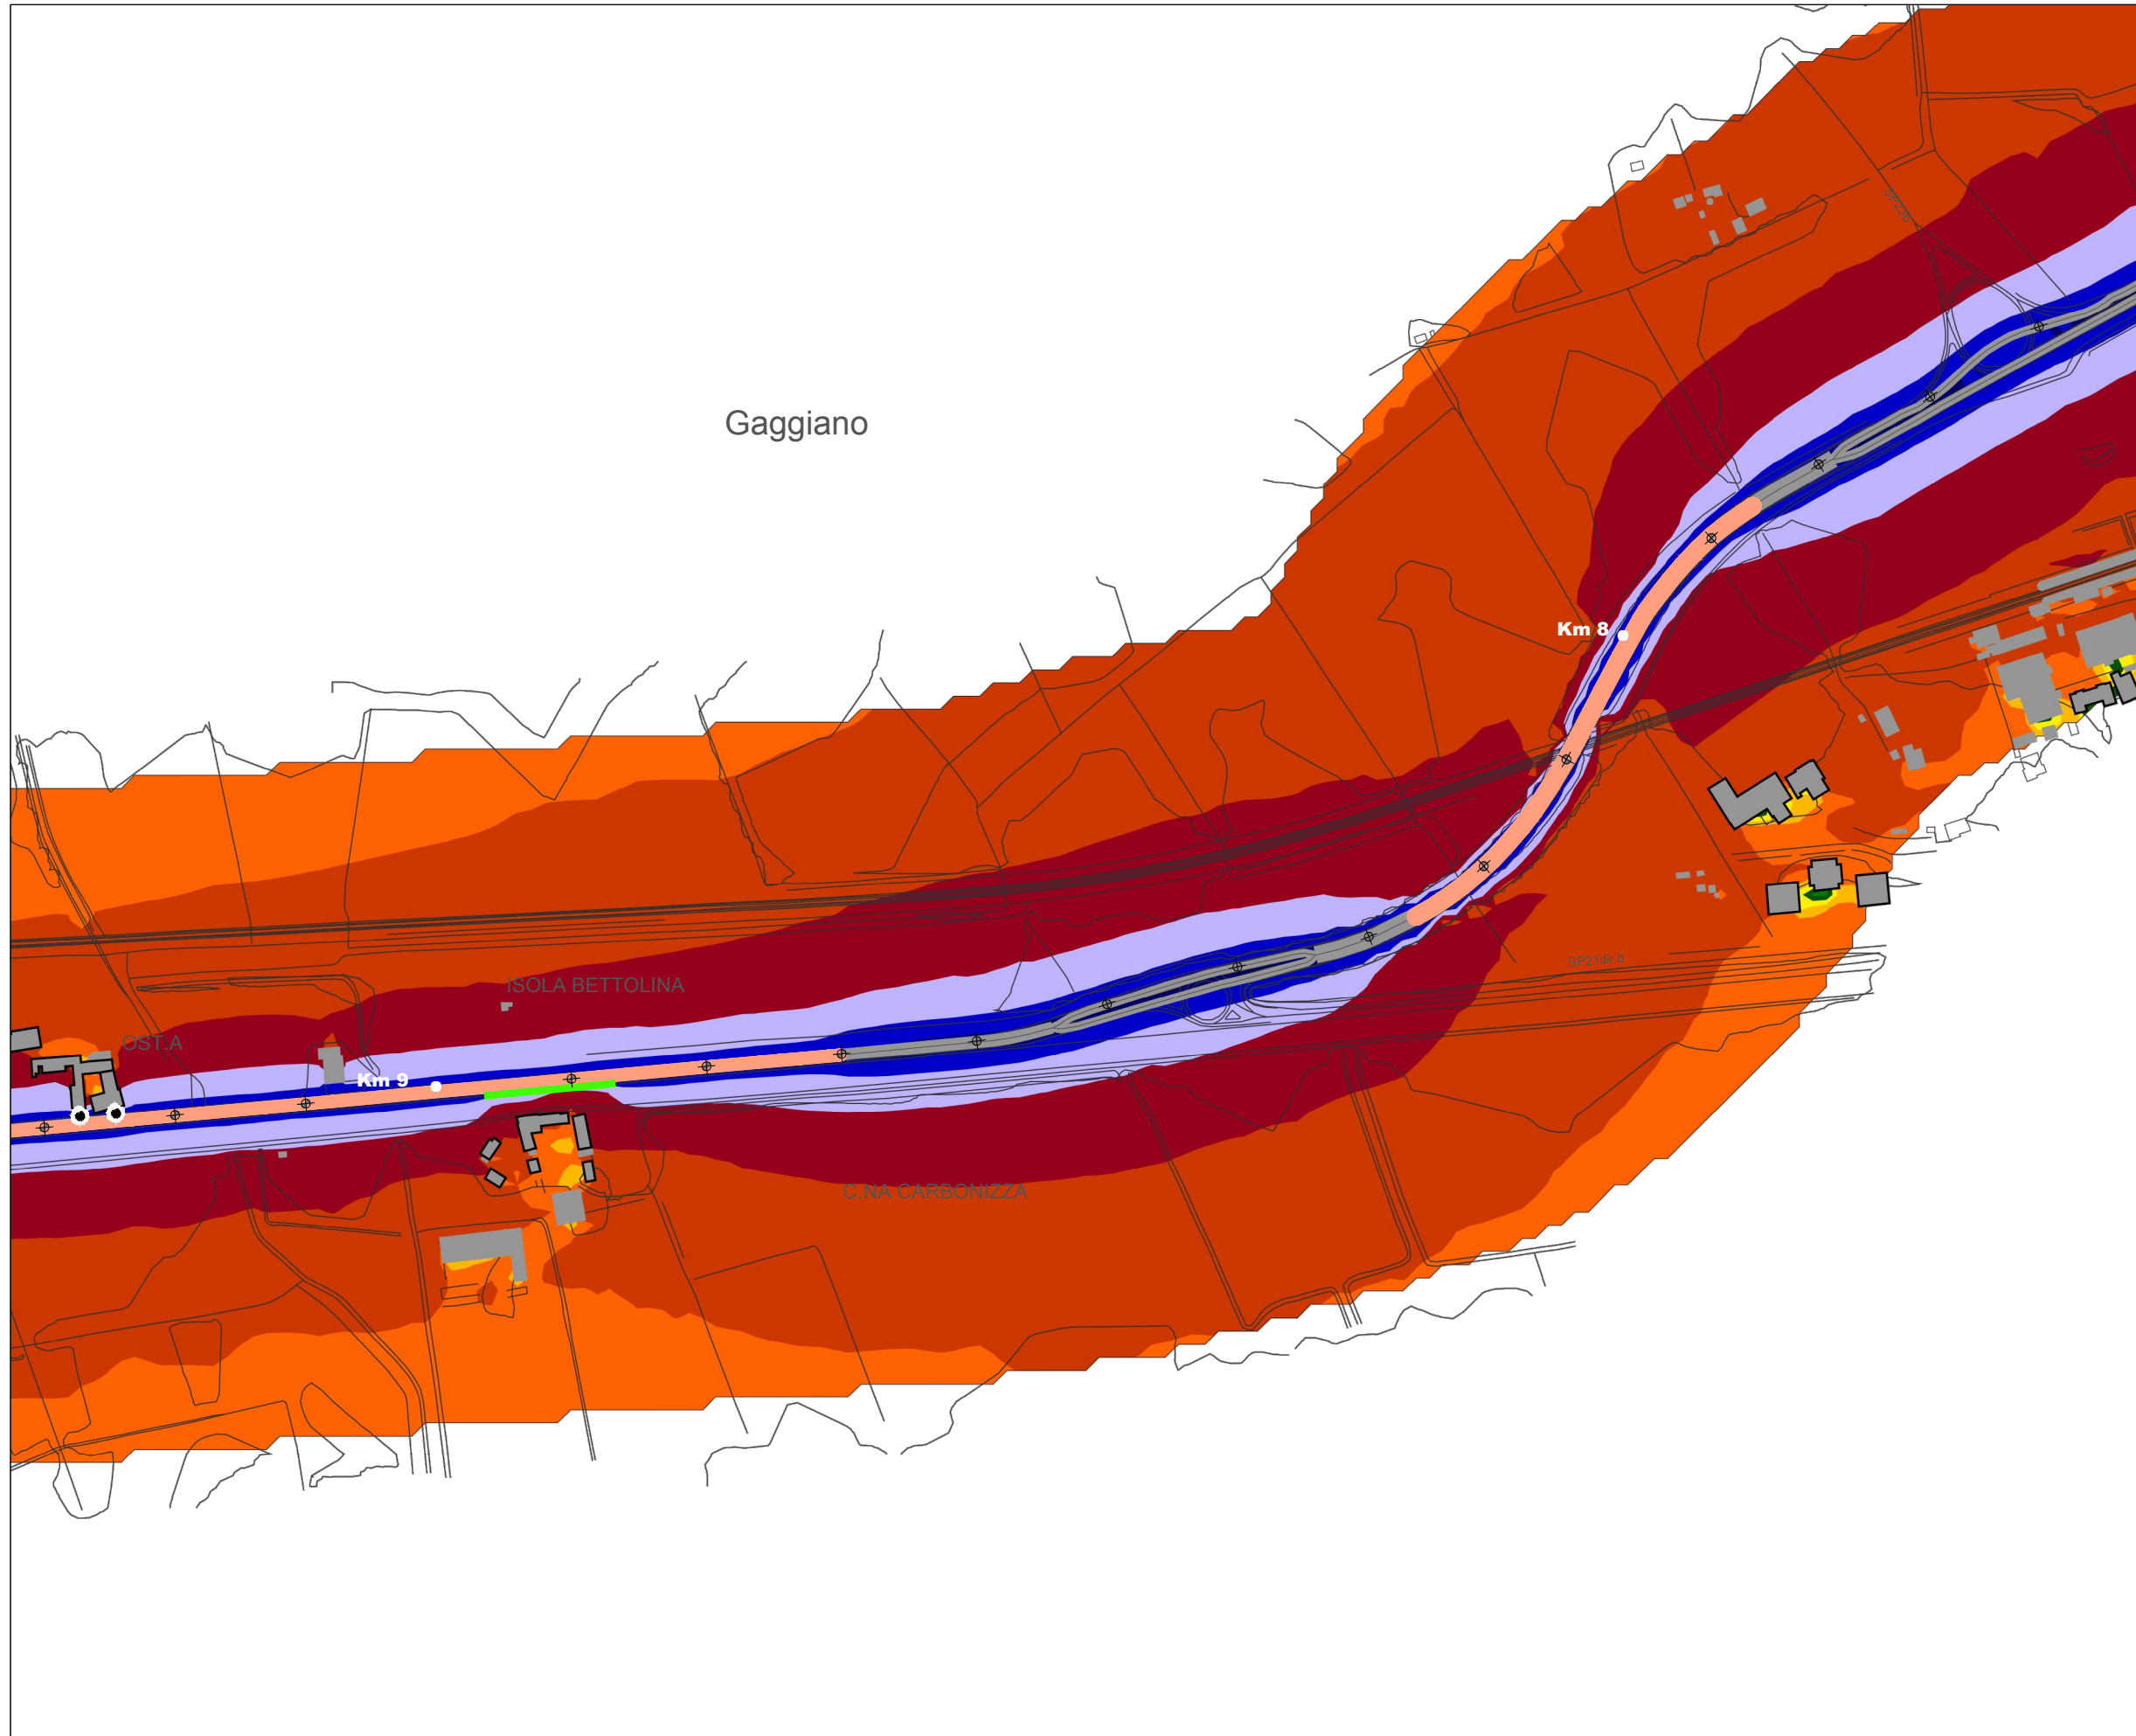 Gaggiano
Km 8
ISOLA BETTOLINA
OST.A
Km 9
C.NA CARBONIZZA